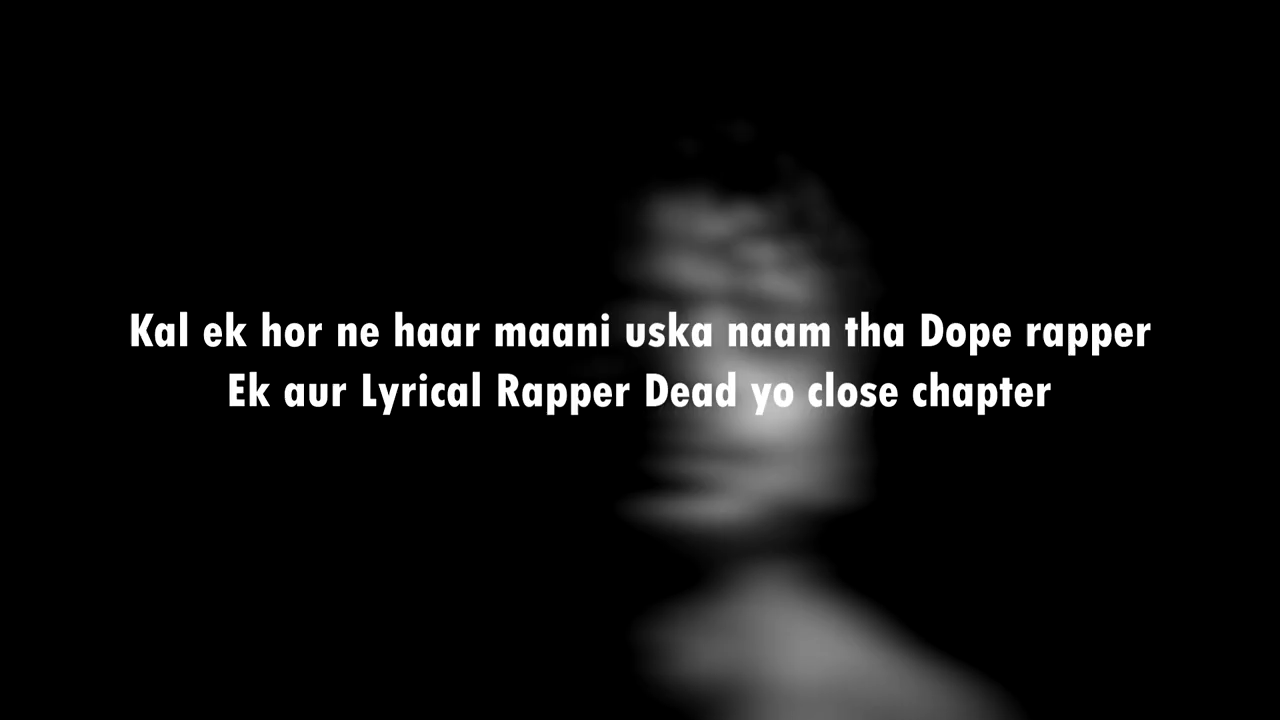 Kal ek hor ne haar maani uska naam tha Dope rapper
Ek aur Lyrical Rapper Dead yo close chapter